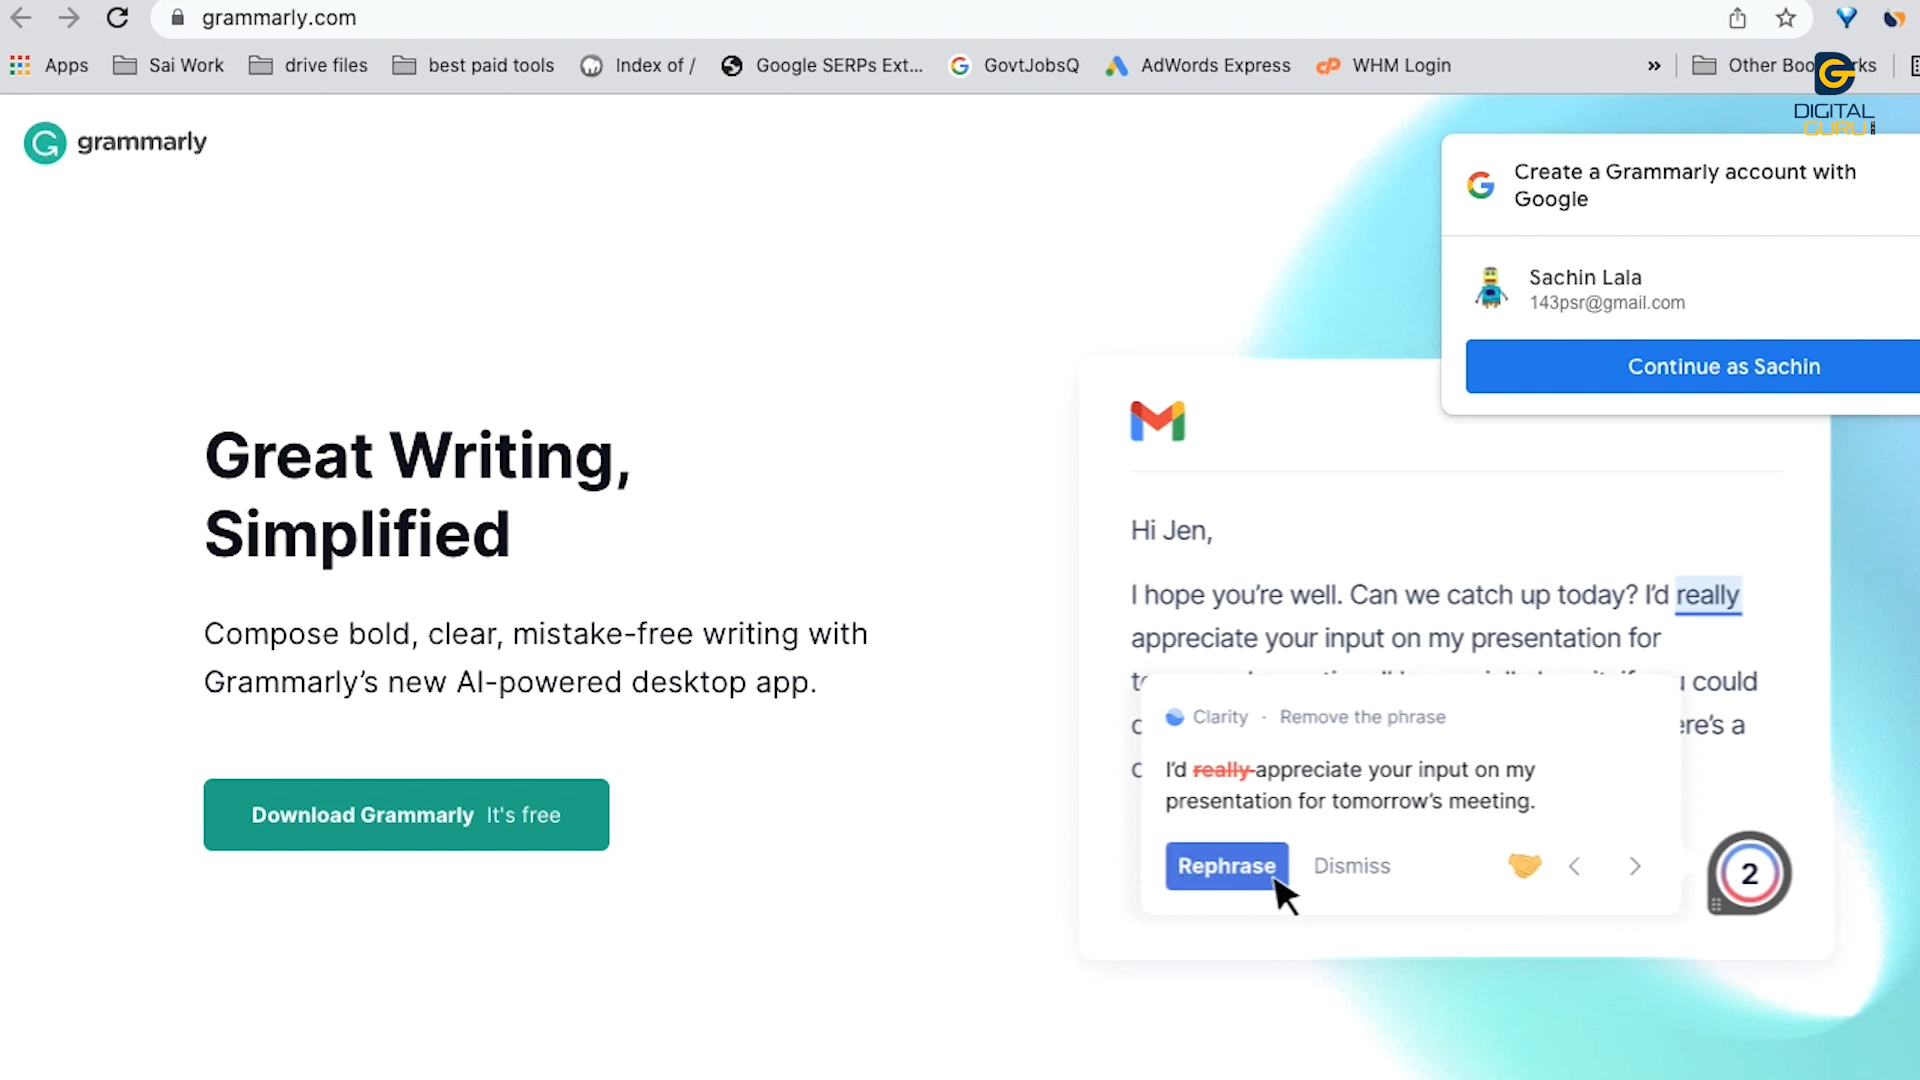 grammarly.com
Apps Sai Work drive files best paid tools Index of / Google SERPs Ext... GovtJobsQ AdWords Express WHM Login » Other
DIGITAL
GURU
grammarly
Create a Grammarly account with
Google
Sachin Lala
143psr@gmail.com
Continue as Sachin
Great Writing,
Simplified
Compose bold, clear, mistake-free writing with
Grammarly’s new AI-powered desktop app.
Download Grammarly It's free
Hi Jen,
I hope you’re well. Can we catch up today? I’d really
appreciate your input on my presentation for
could
Clarity · Remove the phrase
I’d really appreciate your input on my
presentation for tomorrow’s meeting.
Rephrase Dismiss
2